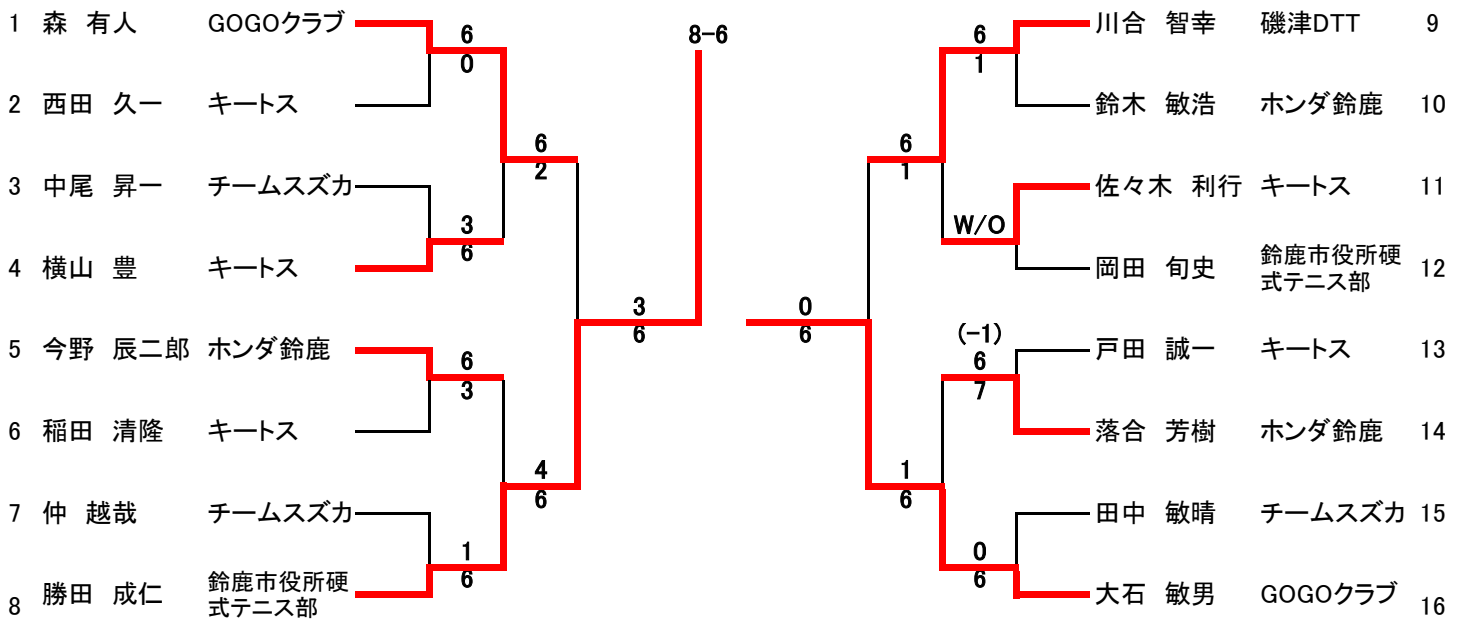 1 森 有人 GOGOクラブ
6
0
2 西田 久一 キートス
6
2
3 中尾 昇一 チームスズカ
3
6
4 横山 豊 キートス
3
6
5 今野 辰二郎 ホンダ鈴鹿
6
3
6 稲田 清隆 キートス
4
6
7 仲 越哉 チームスズカ
1
6
8 勝田 成仁 鈴鹿市役所硬
式テニス部
8-6
川合 智幸 磯津DTT 9
6
1
鈴木 敏浩 ホンダ鈴鹿 10
6
1
佐々木 利行 キートス 11
W/O
岡田 旬史 鈴鹿市役所硬
式テニス部 12
0
6
戸田 誠一 キートス 13
(-1)
6
7
落合 芳樹 ホンダ鈴鹿 14
1
6
田中 敏晴 チームスズカ 15
0
6
大石 敏男 GOGOクラブ 16